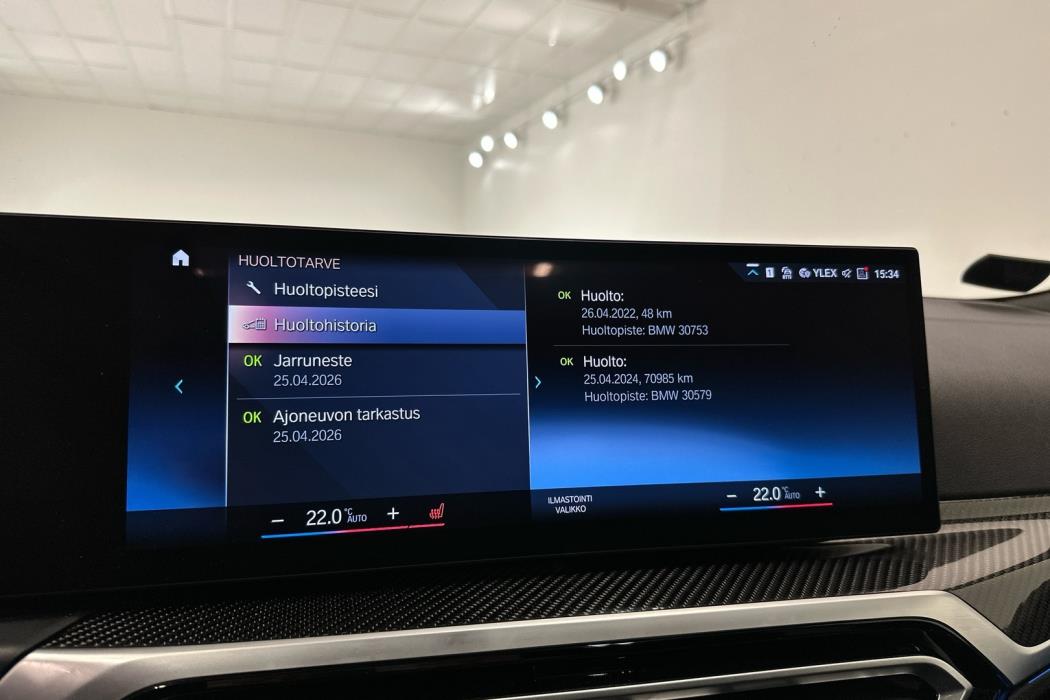 HUOLTOTARVE
Huoltopisteesi
Huoltohistoria
OK Jarruneste
25.04.2026
OK Ajoneuvon tarkastus
25.04.2026
OK Huolto:
26.04.2022, 48 km
Huoltopiste: BMW 30753
OK Huolto:
25.04.2024, 70985 km
Huoltopiste: BMW 30579
1 YLEX 15:34
− 22.0 °C AUTO +
ILMASTOINTI
VALIKKO
− 22.0 °C AUTO +